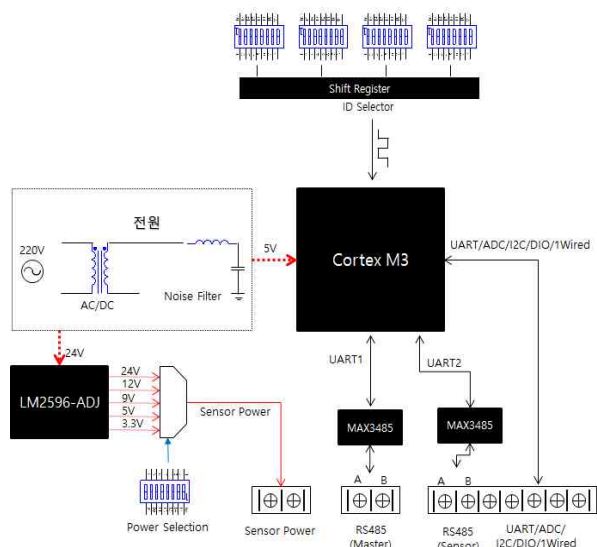 Shift Register
ID Selector
전원
220V
AC/DC
Noise Filter
5V
Cortex M3
UART/ADC/I2C/DIO/1Wired
24V
LM2596-ADJ
24V
12V
9V
5V
3.3V
Sensor Power
Power Selection
UART1
UART2
MAX3485
MAX3485
A B
A B
Sensor Power
RS485
(Master)
RS485
(Sensor)
UART/ADC/
I2C/DIO/1Wired